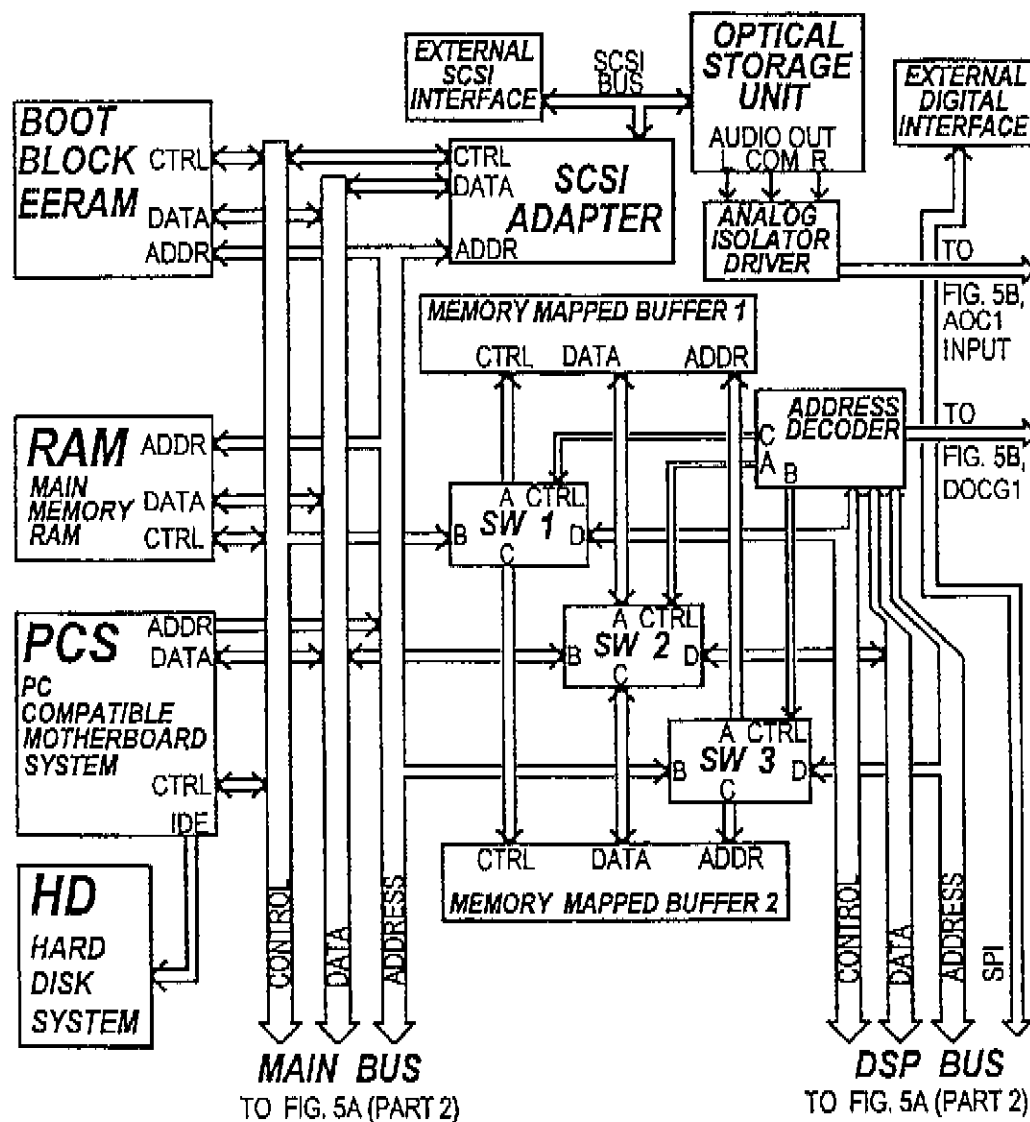 EXTERNAL
SCSI
INTERFACE
SCSI
BUS
OPTICAL
STORAGE
UNIT
AUDIO OUT
L COM R
EXTERNAL
DIGITAL
INTERFACE
BOOT
BLOCK
EERAM
CTRL
DATA
ADDR
CTRL
DATA
ADDR
SCSI
ADAPTER
ANALOG
ISOLATOR
DRIVER
TO
FIG. 5B,
AOC1
INPUT
MEMORY MAPPED BUFFER 1
CTRL DATA ADDR
RAM
MAIN
MEMORY
RAM
ADDR
DATA
CTRL
ADDRESS
DECODER
C
A
B
TO
FIG. 5B,
DOCG1
A CTRL
B SW 1 D
C
A CTRL
B SW 2 D
C
A CTRL
B SW 3 D
C
PCS
PC
COMPATIBLE
MOTHERBOARD
SYSTEM
ADDR
DATA
CTRL
IDE
CTRL DATA ADDR
MEMORY MAPPED BUFFER 2
HD
HARD
DISK
SYSTEM
CONTROL
DATA
ADDRESS
CONTROL
DATA
ADDRESS
SPI
MAIN BUS
TO FIG. 5A (PART 2)
DSP BUS
TO FIG. 5A (PART 2)